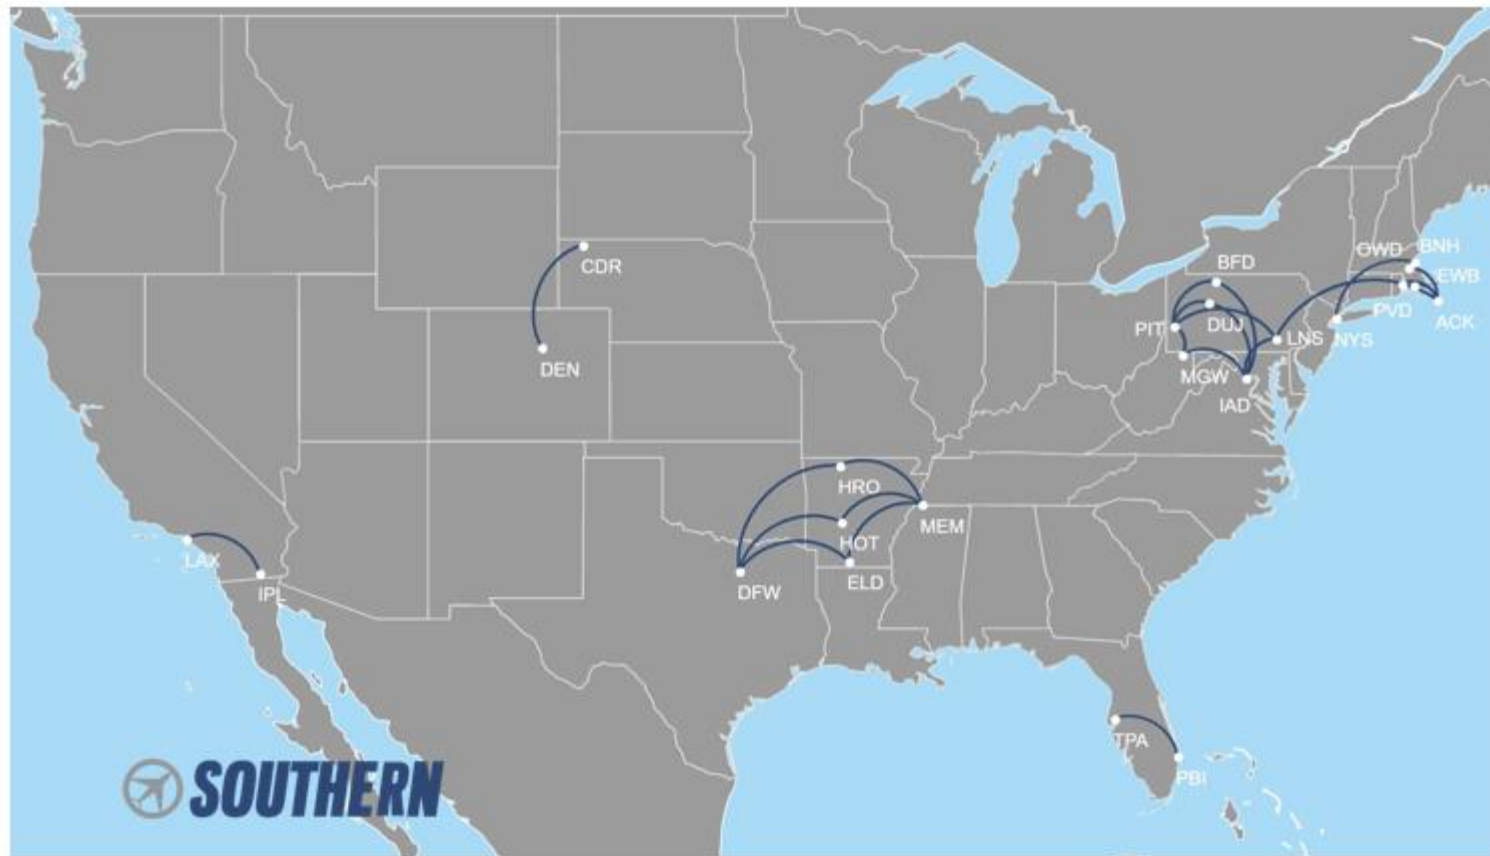 OWD
BNH
BFD
CDR
EWB
PVD
ACK
PIT
DUJ
LNS
NYS
DEN
MGW
IAD
HRO
MEM
HOT
LAX
ELD
IPL
DFW
TPA
PBI
SOUTHERN